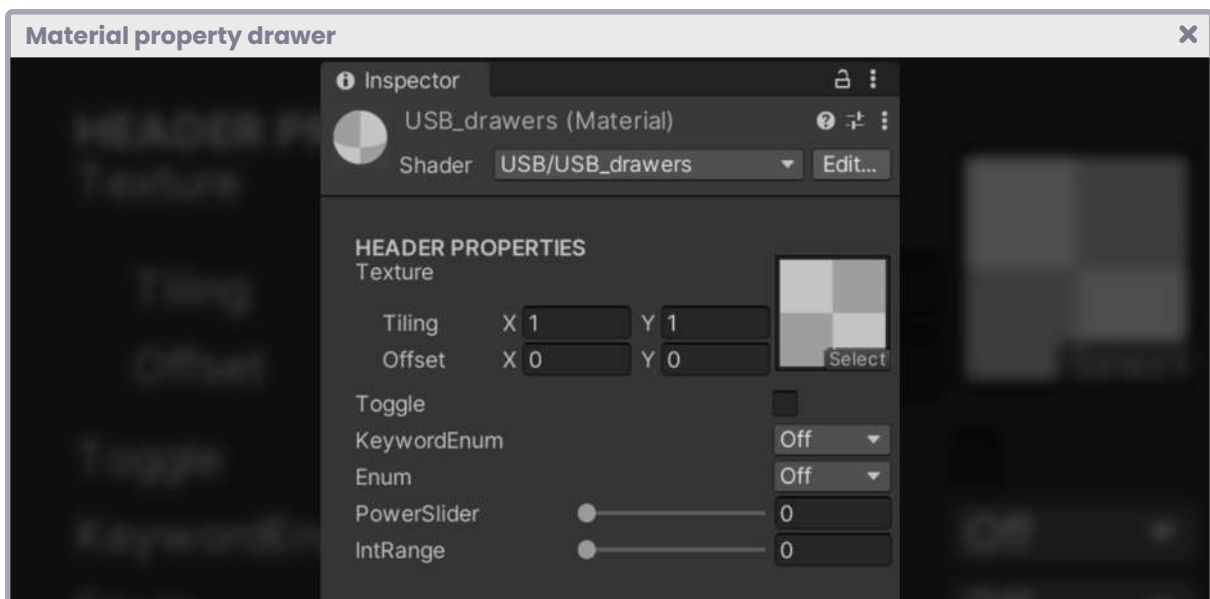 Material property drawer
Inspector
USB_drawers (Material)
Shader USB/USB_drawers Edit...
HEADER PROPERTIES
Texture
Tiling X 1 Y 1
Offset X 0 Y 0
Select
Toggle
KeywordEnum Off
Enum Off
PowerSlider 0
IntRange 0